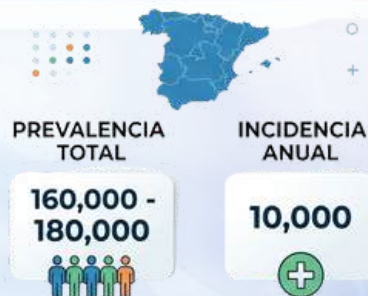 PREVALENCIA
TOTAL
160,000 -
180,000
INCIDENCIA
ANUAL
10,000